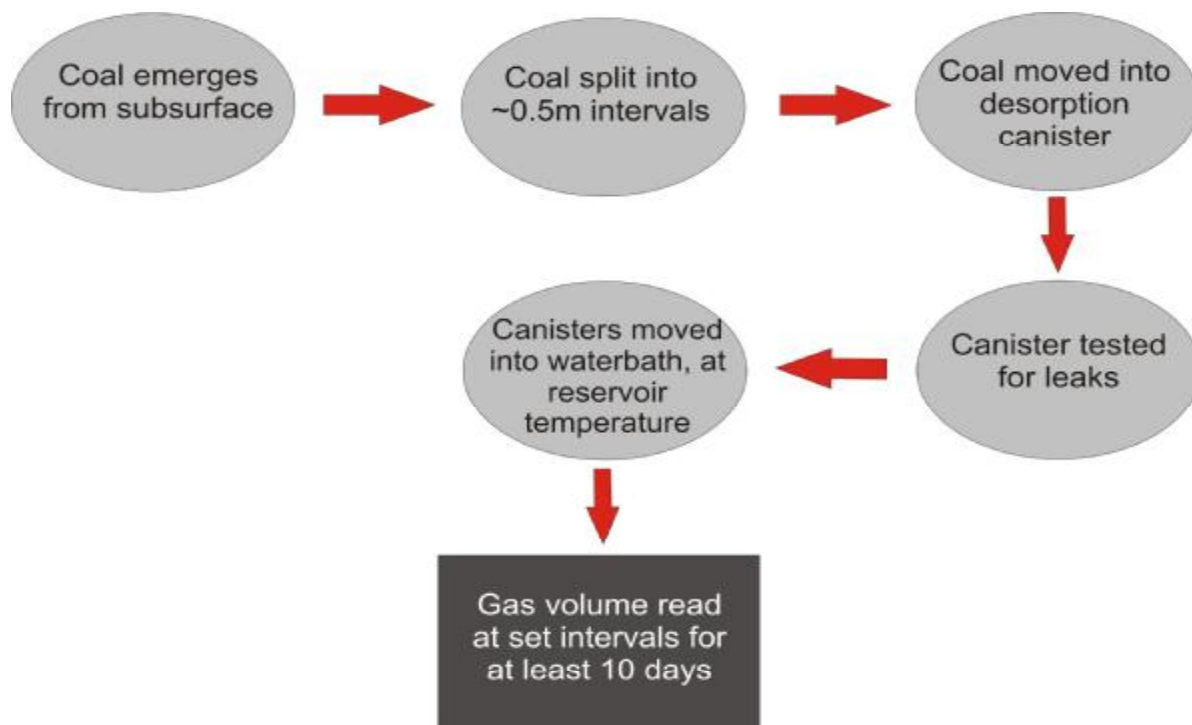 Coal emerges
from subsurface
Coal split into
~0.5m intervals
Coal moved into
desorption
canister
Canister tested
for leaks
Canisters moved
into waterbath, at
reservoir
temperature
Gas volume read
at set intervals for
at least 10 days